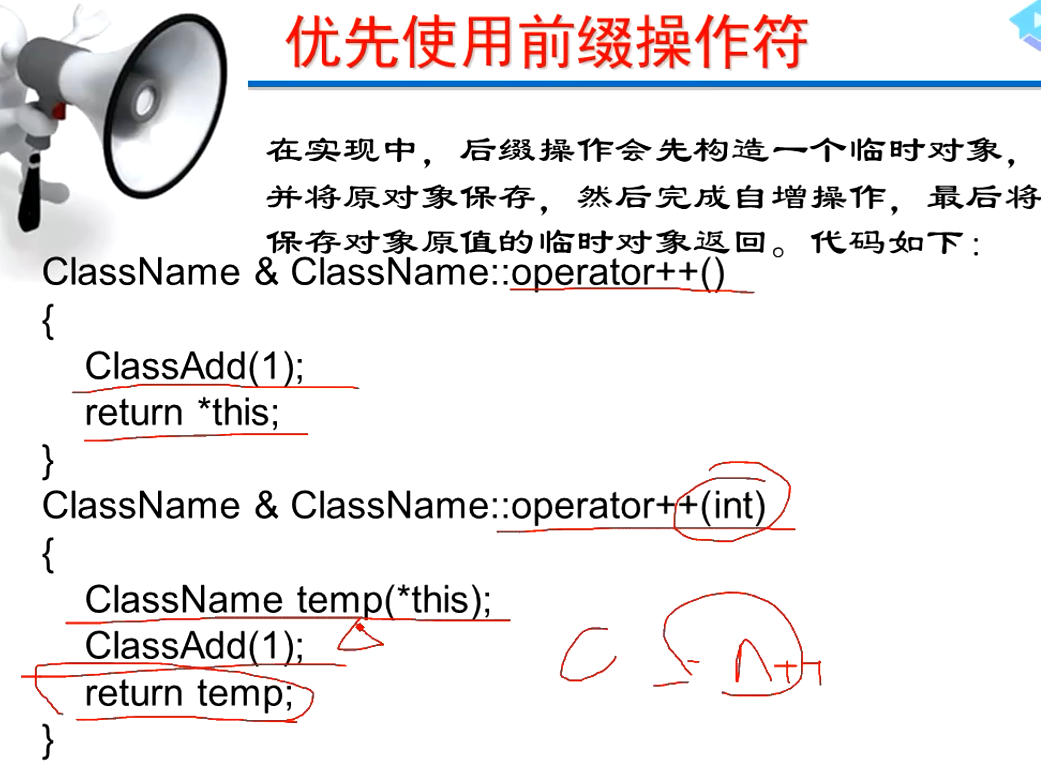 优先使用前缀操作符
在实现中，后缀操作会先构造一个临时对象，
并将原对象保存，然后完成自增操作，最后将
保存对象原值的临时对象返回。代码如下：
ClassName & ClassName::operator++()
{
ClassAdd(1);
return *this;
}
ClassName & ClassName::operator++(int)
{
ClassName temp(*this);
ClassAdd(1);
return temp;
}
C = n++